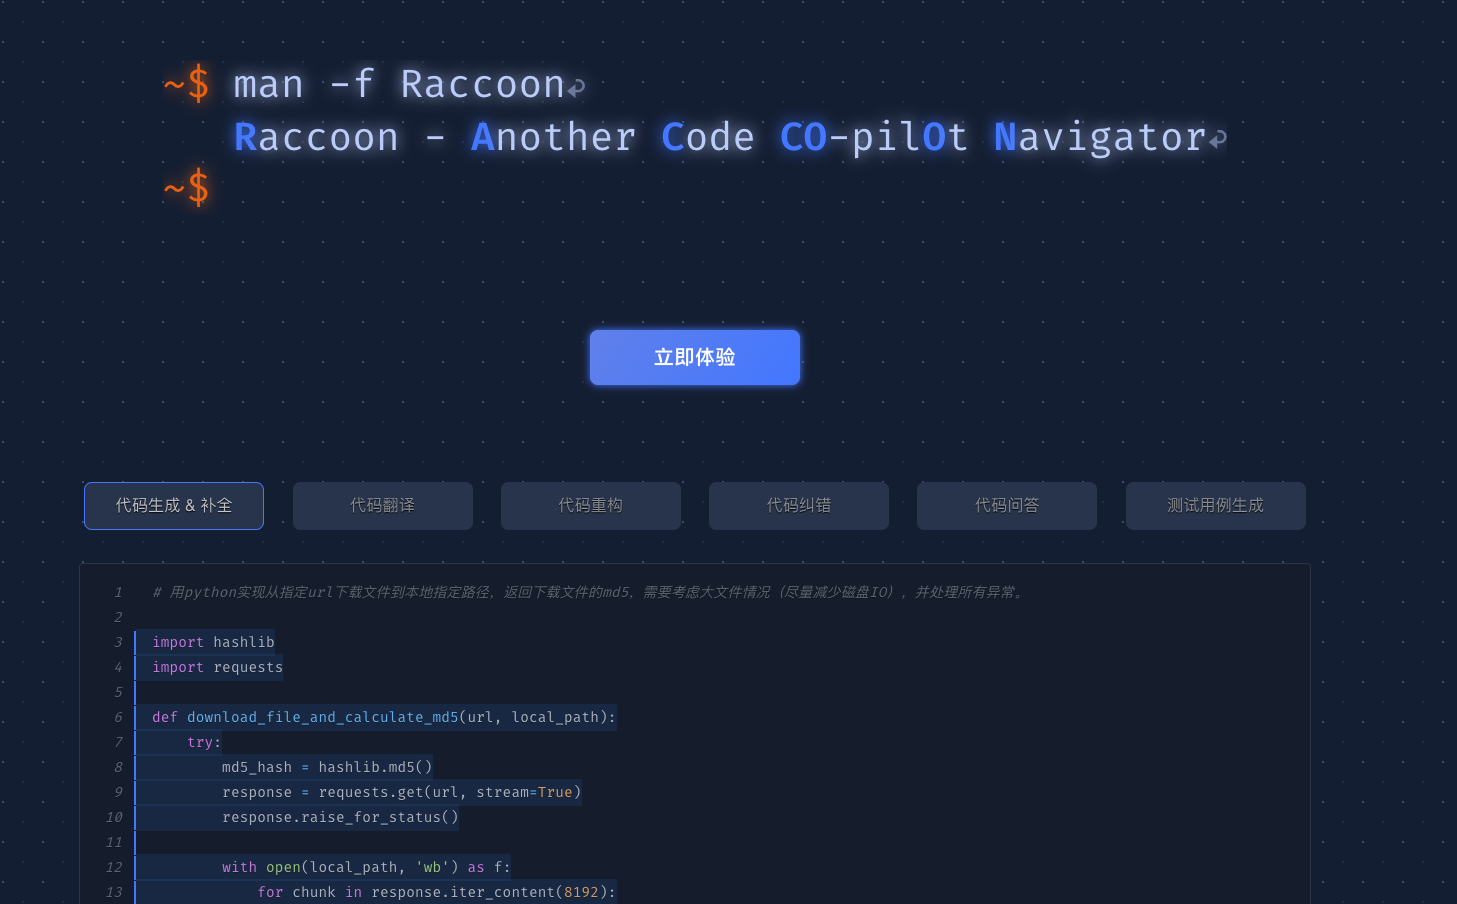 ~$ man -f Raccoon
Raccoon - Another Code CO-pilOt Navigator
~$
立即体验
代码生成 & 补全 代码翻译 代码重构 代码纠错 代码问答 测试用例生成
1 # 用python实现从指定url下载文件到本地指定路径，返回下载文件的md5，需要考虑大文件情况（尽量减少磁盘IO），并处理所有异常。
2
3 import hashlib
4 import requests
5
6 def download_file_and_calculate_md5(url, local_path):
7     try:
8         md5_hash = hashlib.md5()
9         response = requests.get(url, stream=True)
10         response.raise_for_status()
11
12         with open(local_path, 'wb') as f:
13             for chunk in response.iter_content(8192):